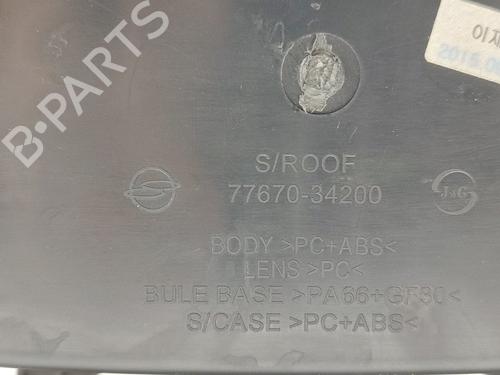 B-PARTS
이지
2015.0
S/ROOF
77670-34200
J&G
BODY >PC+ABS<
LENS >PC<
BULE BASE >PA66+GF30<
S/CASE >PC+ABS<